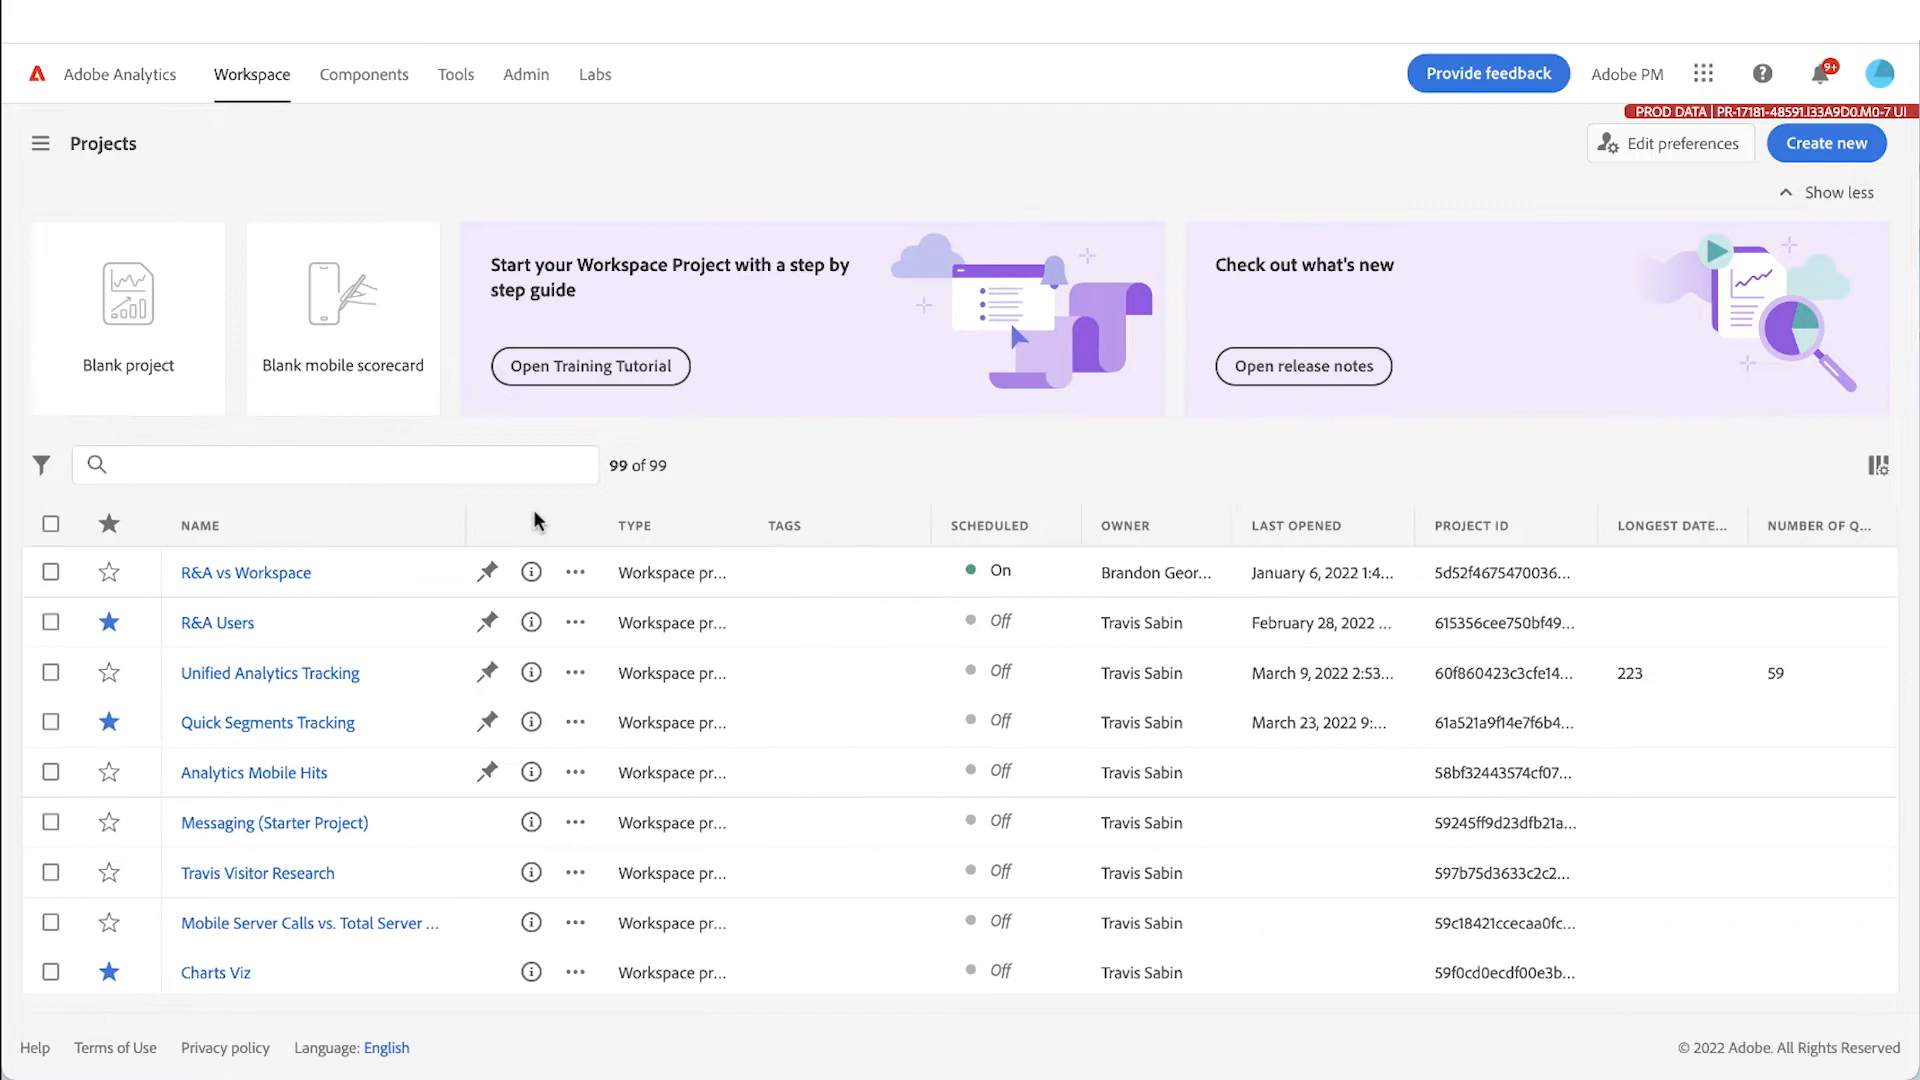 Adobe Analytics Workspace Components Tools Admin Labs Provide feedback Adobe PM ? 9+
PROD DATA | PR-17181-48591.I33A9D0.M0-7 UI
Projects Edit preferences Create new
Show less
Start your Workspace Project with a step by
step guide
Check out what's new
Blank project Blank mobile scorecard Open Training Tutorial Open release notes
99 of 99
NAME TYPE TAGS SCHEDULED OWNER LAST OPENED PROJECT ID LONGEST DATE... NUMBER OF Q...
R&A vs Workspace Workspace pr... On Brandon Geor... January 6, 2022 1:4... 5d52f4675470036...
R&A Users Workspace pr... Off Travis Sabin February 28, 2022 ... 615356cee750bf49...
Unified Analytics Tracking Workspace pr... Off Travis Sabin March 9, 2022 2:53... 60f860423c3cfe14... 223 59
Quick Segments Tracking Workspace pr... Off Travis Sabin March 23, 2022 9:... 61a521a9f14e7f6b4...
Analytics Mobile Hits Workspace pr... Off Travis Sabin 58bf32443574cf07...
Messaging (Starter Project) Workspace pr... Off Travis Sabin 59245ff9d23dfb21a...
Travis Visitor Research Workspace pr... Off Travis Sabin 597b75d3633c2c2...
Mobile Server Calls vs. Total Server ... Workspace pr... Off Travis Sabin 59c18421ccecaa0fc...
Charts Viz Workspace pr... Off Travis Sabin 59f0cd0ecdf00e3b...
Help Terms of Use Privacy policy Language: English © 2022 Adobe. All Rights Reserved